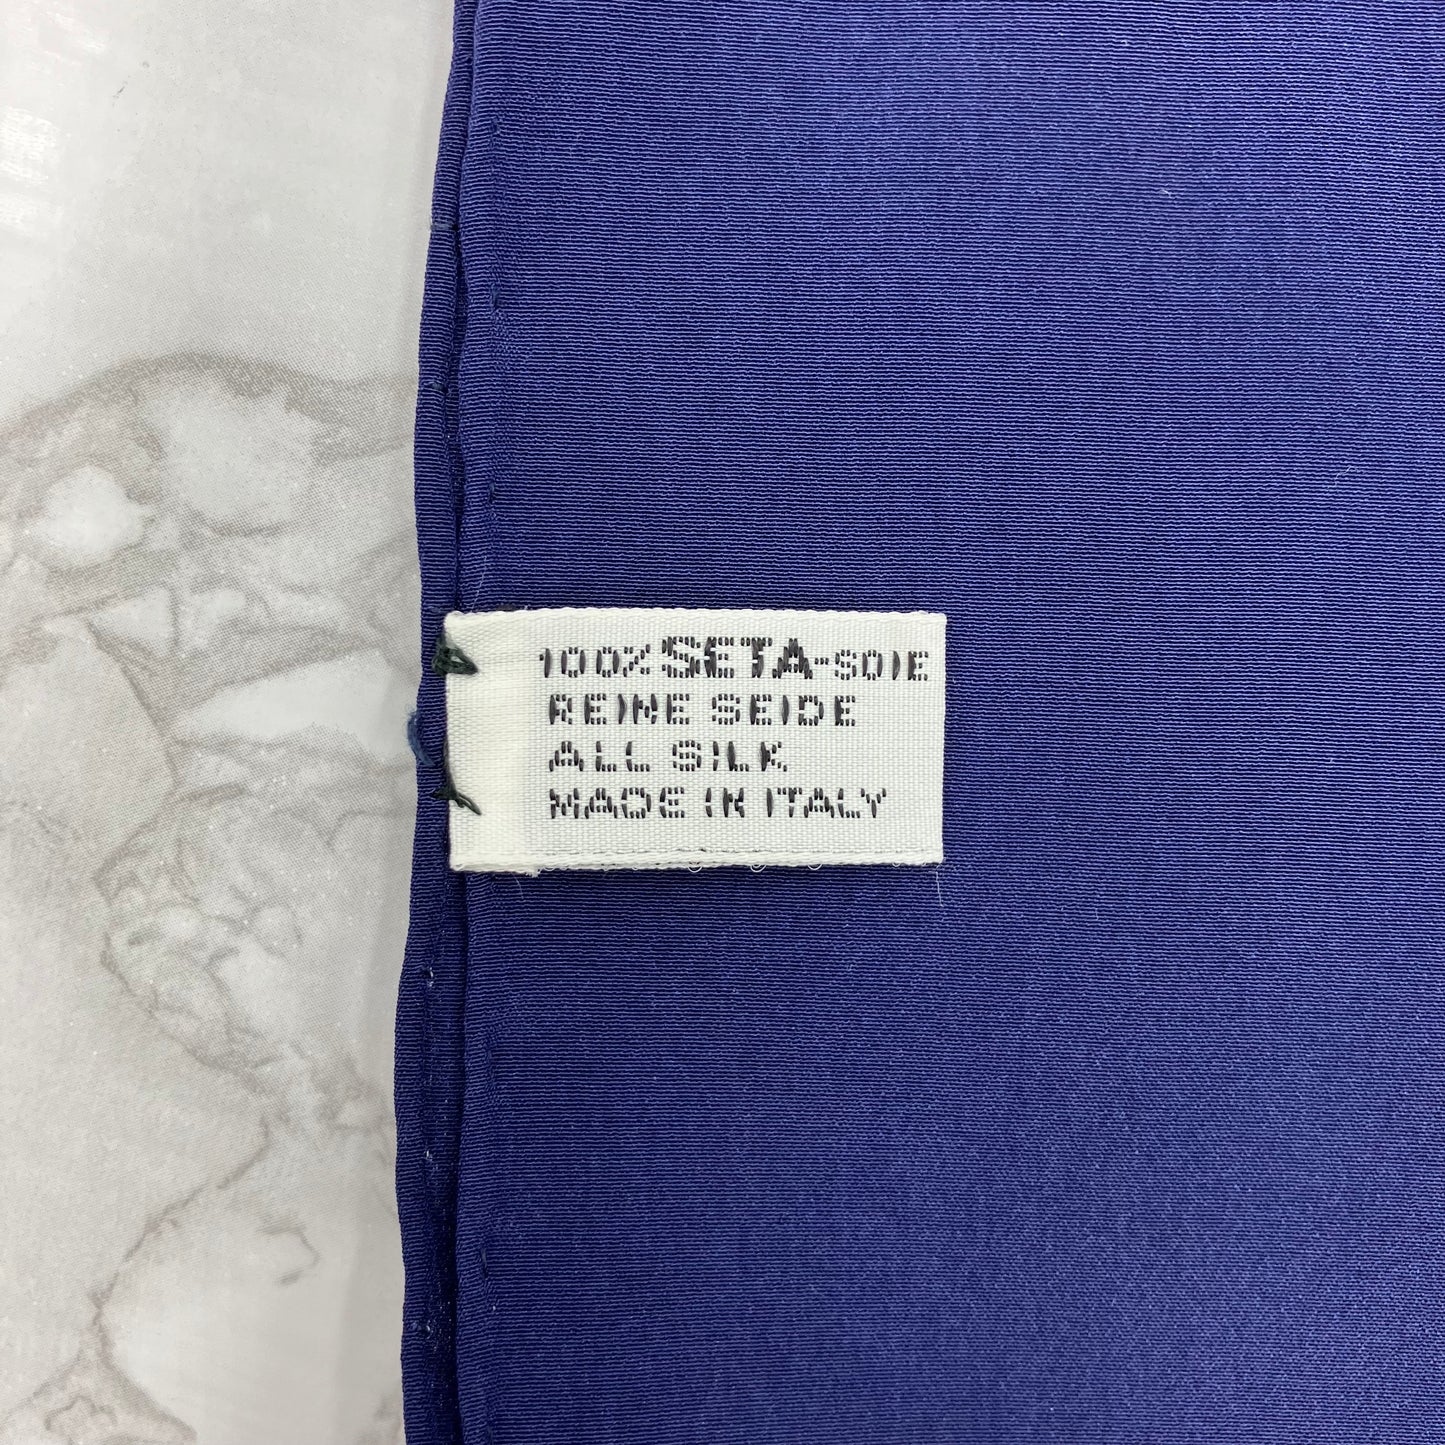 100% SETA-SOIE
REINE SEIDE
ALL SILK
MADE IN ITALY